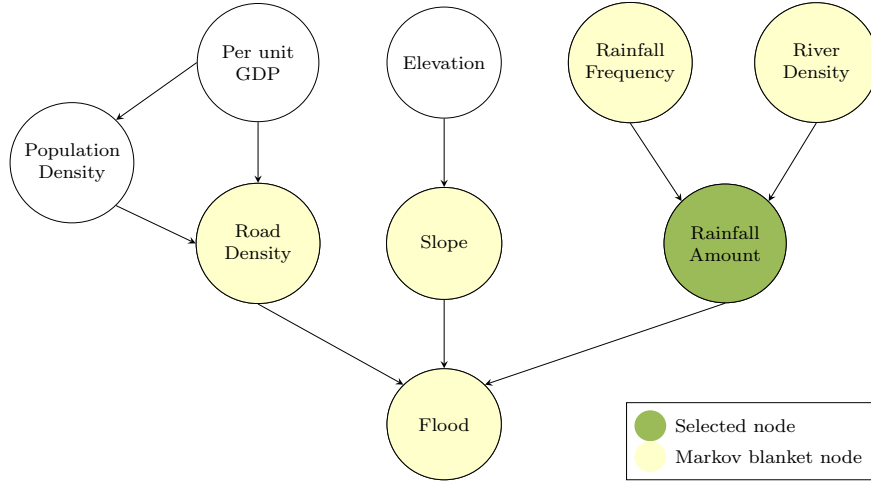 Per unit
GDP
Elevation
Rainfall
Frequency
River
Density
Population
Density
Road
Density
Slope
Rainfall
Amount
Flood
Selected node
Markov blanket node